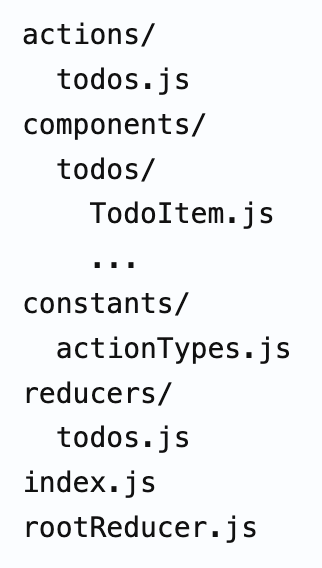 actions/
  todos.js
components/
  todos/
    TodoItem.js
    ...
constants/
  actionTypes.js
reducers/
  todos.js
index.js
rootReducer.js